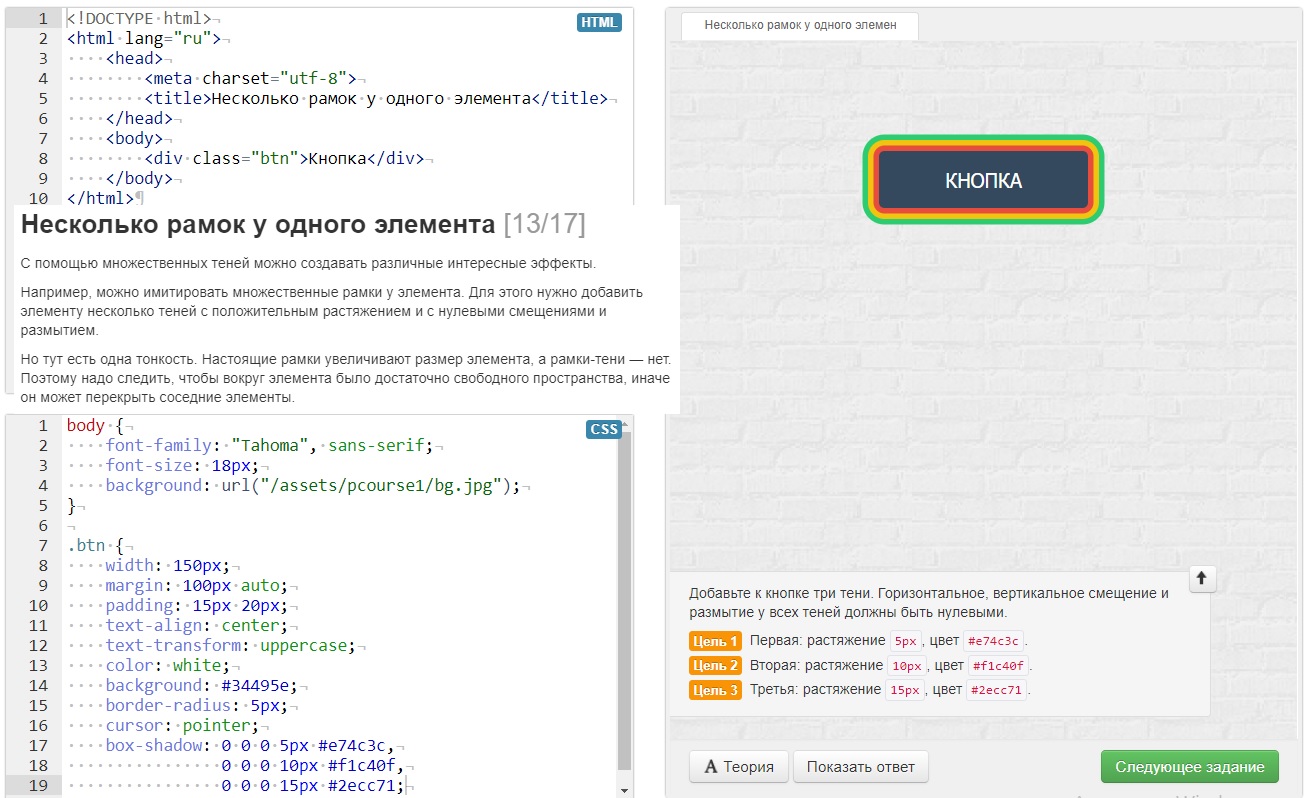 1 <!DOCTYPE html>
HTML
2 <html lang="ru">
3 <head>
4 <meta charset="utf-8">
5 <title>Несколько рамок у одного элемента</title>
6 </head>
7 <body>
8 <div class="btn">Кнопка</div>
9 </body>
10 </html>
Несколько рамок у одного элемента [13/17]
С помощью множественных теней можно создавать различные интересные эффекты.
Например, можно имитировать множественные рамки у элемента. Для этого нужно добавить
элементу несколько теней с положительным растяжением и с нулевыми смещениями и
размытием.
Но тут есть одна тонкость. Настоящие рамки увеличивают размер элемента, а рамки-тени — нет.
Поэтому надо следить, чтобы вокруг элемента было достаточно свободного пространства, иначе
он может перекрыть соседние элементы.
1 body {
CSS
2 font-family: "Tahoma", sans-serif;
3 font-size: 18px;
4 background: url("/assets/pcourse1/bg.jpg");
5 }
6
7 .btn {
8 width: 150px;
9 margin: 100px auto;
10 padding: 15px 20px;
11 text-align: center;
12 text-transform: uppercase;
13 color: white;
14 background: #34495e;
15 border-radius: 5px;
16 cursor: pointer;
17 box-shadow: 0 0 0 5px #e74c3c,
18 0 0 0 10px #f1c40f,
19 0 0 0 15px #2ecc71;
Несколько рамок у одного элемен
КНОПКА
Добавьте к кнопке три тени. Горизонтальное, вертикальное смещение и
размытие у всех теней должны быть нулевыми.
Цель 1 Первая: растяжение 5px, цвет #e74c3c.
Цель 2 Вторая: растяжение 10px, цвет #f1c40f.
Цель 3 Третья: растяжение 15px, цвет #2ecc71.
A Теория
Показать ответ
Следующее задание